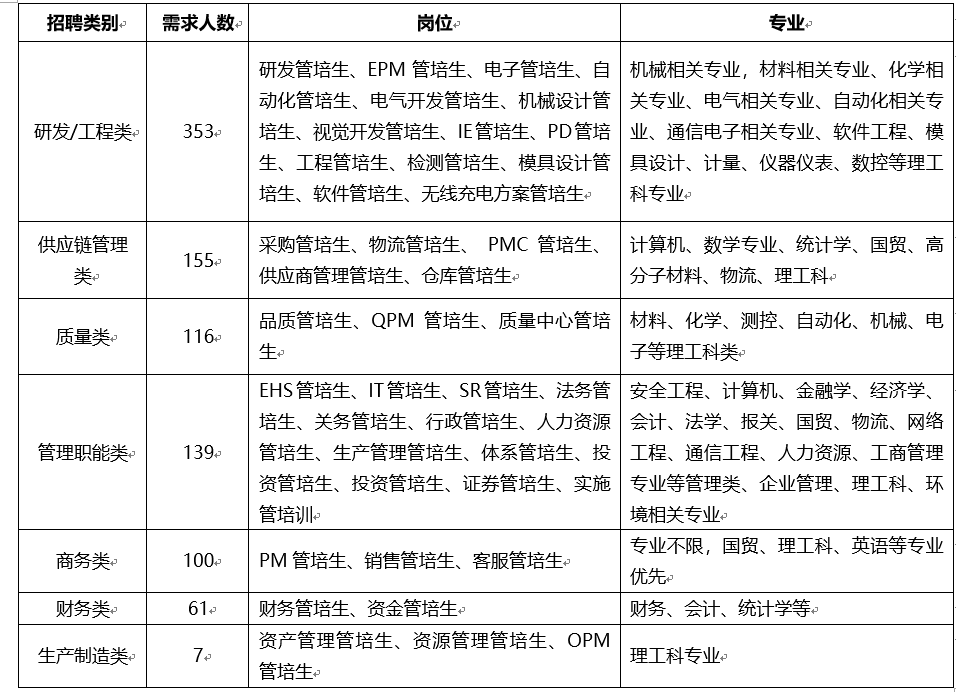 招聘类别 需求人数 岗位 专业
研发/工程类
353
研发管培生、EPM 管培生、电子管培生、自
动化管培生、电气开发管培生、机械设计管
培生、视觉开发管培生、IE管培生、PD管培
生、工程管培生、检测管培生、模具设计管
培生、软件管培生、无线充电方案管培生
机械相关专业，材料相关专业、化学相
关专业、电气相关专业、自动化相关专
业、通信电子相关专业、软件工程、模
具设计、计量、仪器仪表、数控等理工
科专业
供应链管理
类
155
采购管培生、物流管培生、 PMC 管培生、
供应商管理管培生、仓库管培生
计算机、数学专业、统计学、国贸、高
分子材料、物流、理工科
质量类
116
品质管培生、QPM 管培生、质量中心管培
生
材料、化学、测控、自动化、机械、电
子等理工科类
管理职能类
139
EHS管培生、IT管培生、SR管培生、法务管
培生、关务管培生、行政管培生、人力资源
管培生、生产管理管培生、体系管培生、投
资管培生、投资管培生、证券管培生、实施
管培训
安全工程、计算机、金融学、经济学、
会计、法学、报关、国贸、物流、网络
工程、通信工程、人力资源、工商管理
专业等管理类、企业管理、理工科、环
境相关专业
商务类
100
PM 管培生、销售管培生、客服管培生
专业不限，国贸、理工科、英语等专业
优先
财务类
61
财务管培生、资金管培生
财务、会计、统计学等
生产制造类
7
资产管理管培生、资源管理管培生、OPM
管培生
理工科专业